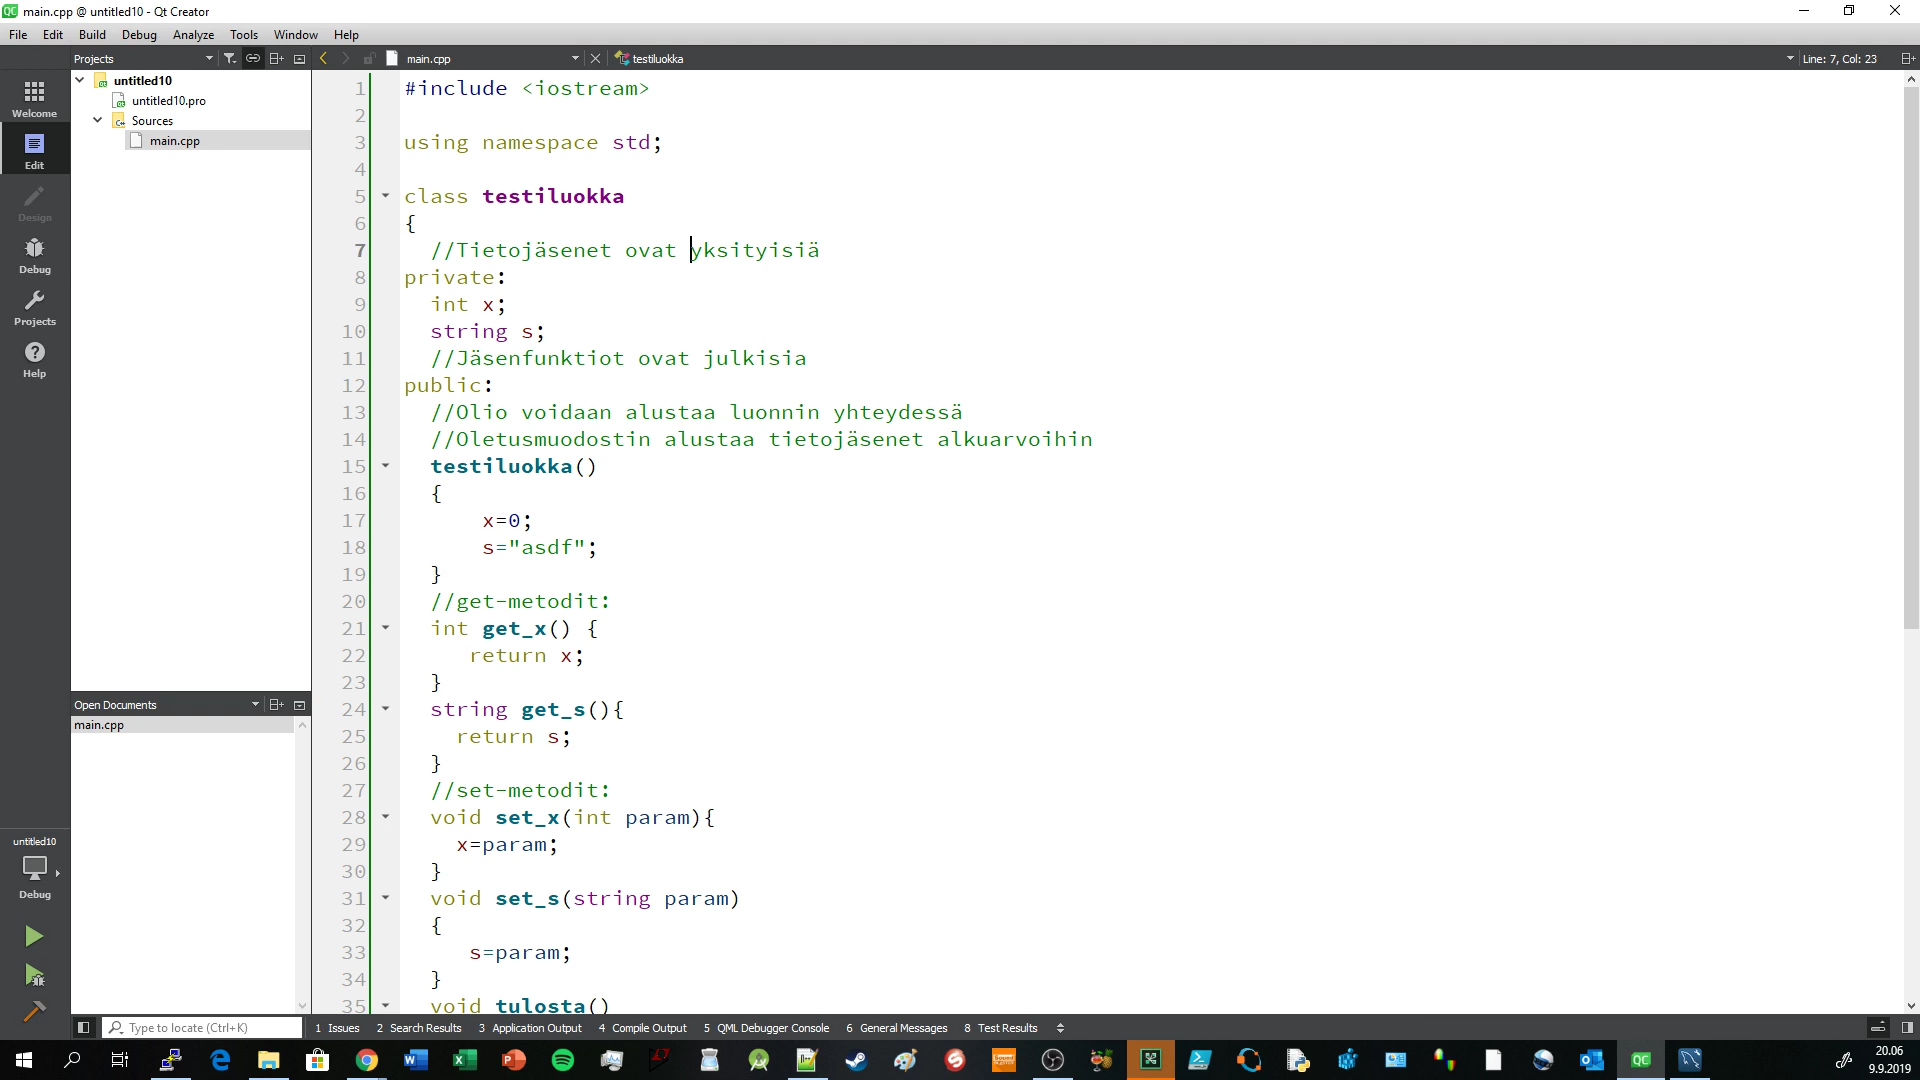 main.cpp @ untitled10 - Qt Creator
File Edit Build Debug Analyze Tools Window Help
Projects
main.cpp
testiluokka
Line: 7, Col: 23
Welcome
Edit
Design
Debug
Projects
Help
untitled10
Debug
untitled10
untitled10.pro
Sources
main.cpp
Open Documents
main.cpp
1 #include <iostream>
2
3 using namespace std;
4
5 class testiluokka
6 {
7 //Tietojäsenet ovat yksityisiä
8 private:
9 int x;
10 string s;
11 //Jäsenfunktiot ovat julkisia
12 public:
13 //Olio voidaan alustaa luonnin yhteydessä
14 //Oletusmuodostin alustaa tietojäsenet alkuarvoihin
15 testiluokka()
16 {
17 x=0;
18 s="asdf";
19 }
20 //get-metodit:
21 int get_x() {
22 return x;
23 }
24 string get_s(){
25 return s;
26 }
27 //set-metodit:
28 void set_x(int param){
29 x=param;
30 }
31 void set_s(string param)
32 {
33 s=param;
34 }
35 void tulosta()
Type to locate (Ctrl+K)
1 Issues 2 Search Results 3 Application Output 4 Compile Output 5 QML Debugger Console 6 General Messages 8 Test Results
20.06
9.9.2019